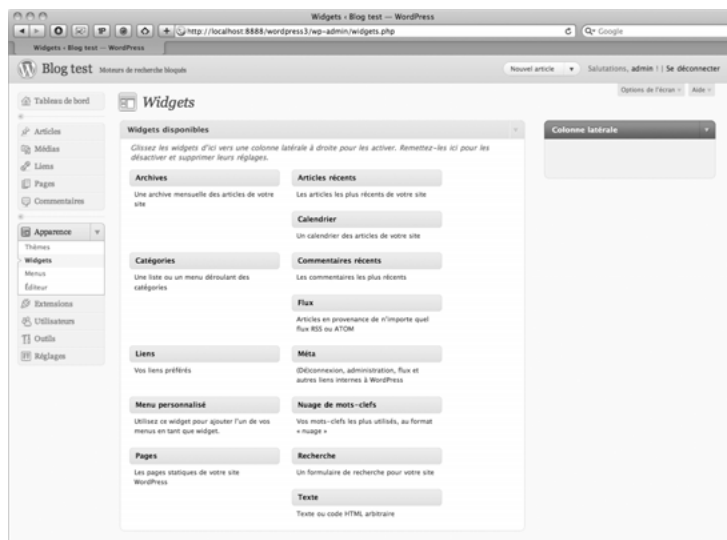 Widgets ‹ Blog test — WordPress
http://localhost:8888/wordpress3/wp-admin/widgets.php
Google
Widgets ‹ Blog test — WordPress
Blog test Moteurs de recherche bloqués
Nouvel article
Salutations, admin ! | Se déconnecter
Options de l'écran
Aide
Tableau de bord
Articles
Médias
Liens
Pages
Commentaires
Apparence
Thèmes
Widgets
Menus
Éditeur
Extensions
Utilisateurs
Outils
Réglages
Widgets
Widgets disponibles
Glissez les widgets d'ici vers une colonne latérale à droite pour les activer. Remettez-les ici pour les
désactiver et supprimer leurs réglages.
Archives
Une archive mensuelle des articles de votre
site
Articles récents
Les articles les plus récents de votre site
Calendrier
Un calendrier des articles de votre site
Catégories
Une liste ou un menu déroulant des
catégories
Commentaires récents
Les commentaires les plus récents
Flux
Articles en provenance de n'importe quel
flux RSS ou ATOM
Liens
Vos liens préférés
Méta
(Dé)connexion, administration, flux et
autres liens internes à WordPress
Menu personnalisé
Utilisez ce widget pour ajouter l'un de vos
menus en tant que widget.
Nuage de mots-clefs
Vos mots-clefs les plus utilisés, au format
« nuage »
Pages
Les pages statiques de votre site
WordPress
Recherche
Un formulaire de recherche pour votre site
Texte
Texte ou code HTML arbitraire
Colonne latérale